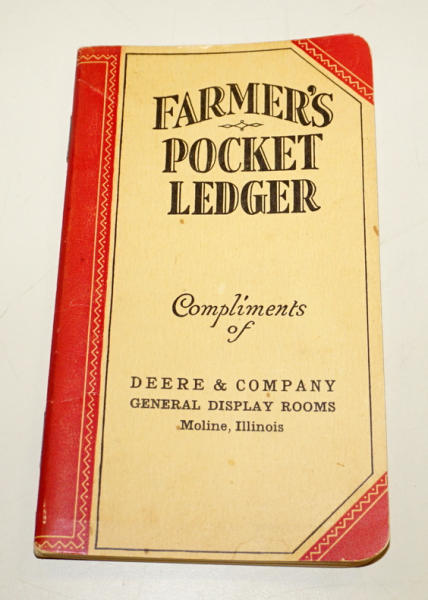 FARMER'S
POCKET
LEDGER
Compliments
of
DEERE & COMPANY
GENERAL DISPLAY ROOMS
Moline, Illinois